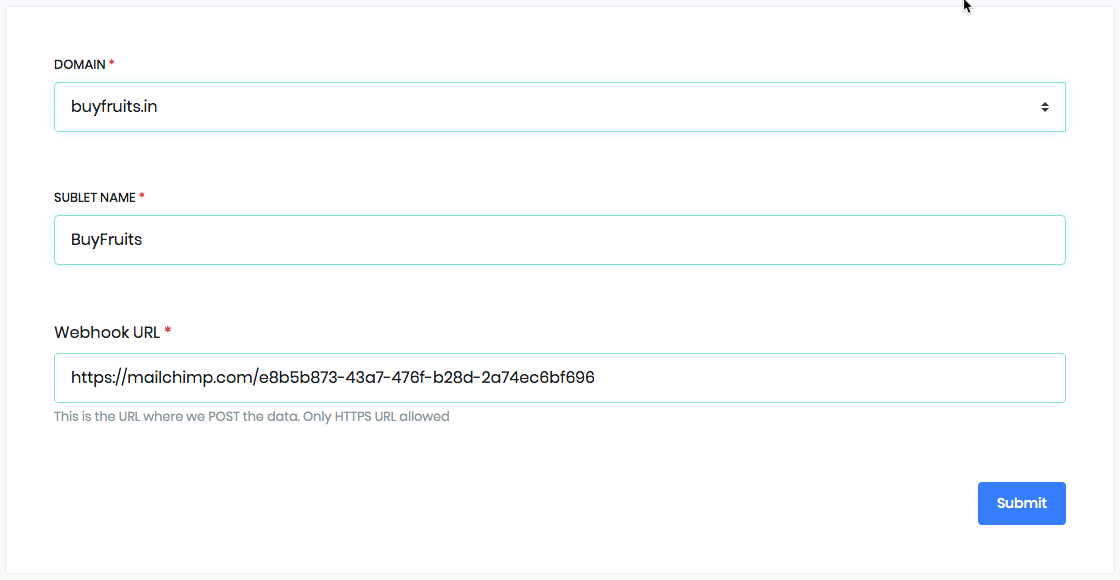 DOMAIN *
buyfruits.in
SUBLET NAME *
BuyFruits
Webhook URL *
https://mailchimp.com/e8b5b873-43a7-476f-b28d-2a74ec6bf696
This is the URL where we POST the data. Only HTTPS URL allowed
Submit